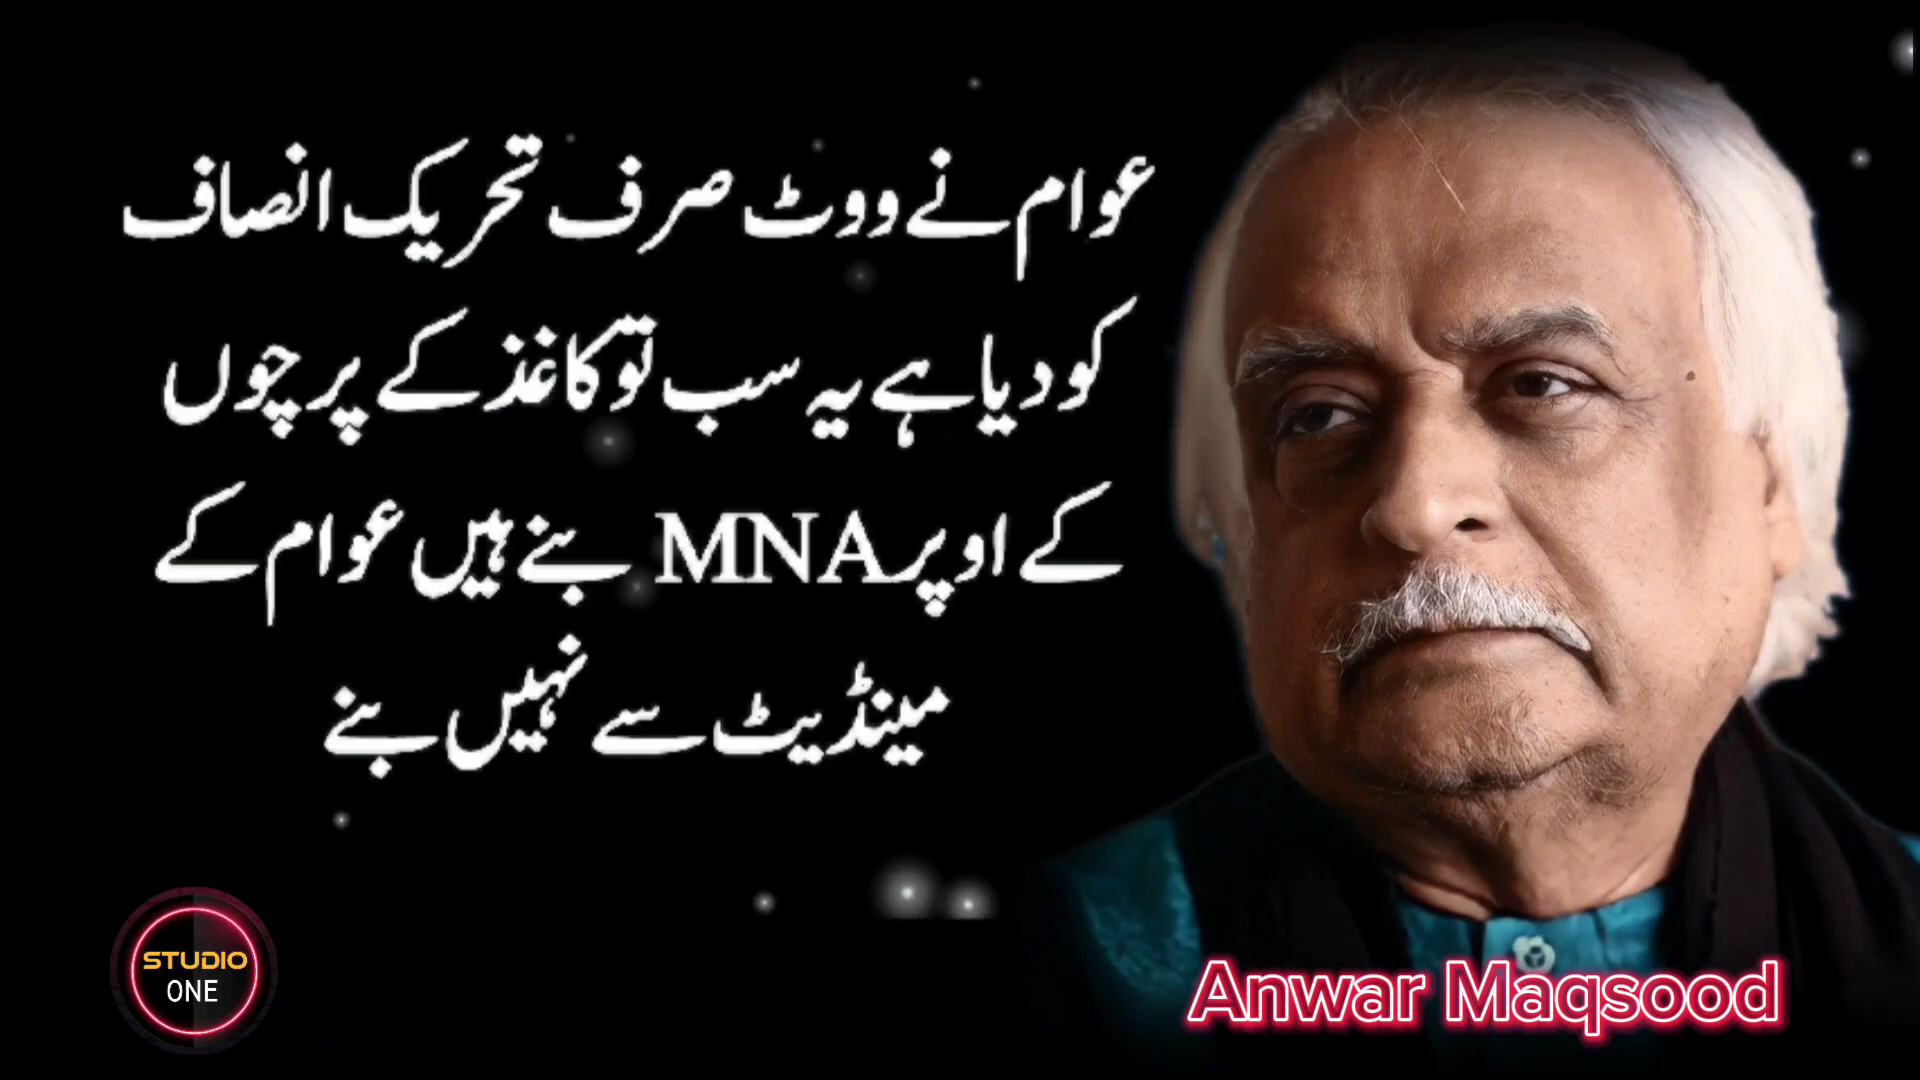 عوام نے ووٹ صرف تحریک انصاف
کو دیا ہے یہ سب تو کاغذ کے پرچوں
کے اوپر MNA بنے ہیں عوام کے
مینڈیٹ سے نہیں بنے
STUDIO
ONE
Anwar Maqsood